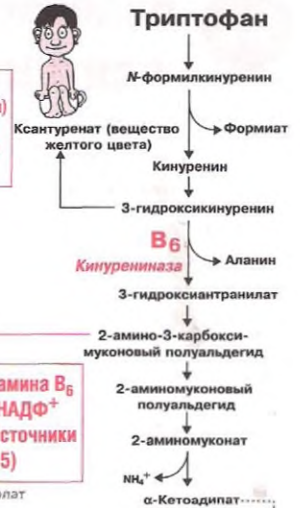 Триптофан
N-формилкинуренин
Формиат
Ксантуренат (вещество
желтого цвета)
Кинуренин
3-гидроксикинуренин
B6
Кинурениназа
Аланин
3-гидроксиантранилат
2-амино-3-карбокси-
муконовый полуальдегид
2-аминомуконовый
полуальдегид
2-аминомуконат
NH₄⁺
α-Кетоадипат
амина B₆
НАДФ⁺
сточники
5)
лат